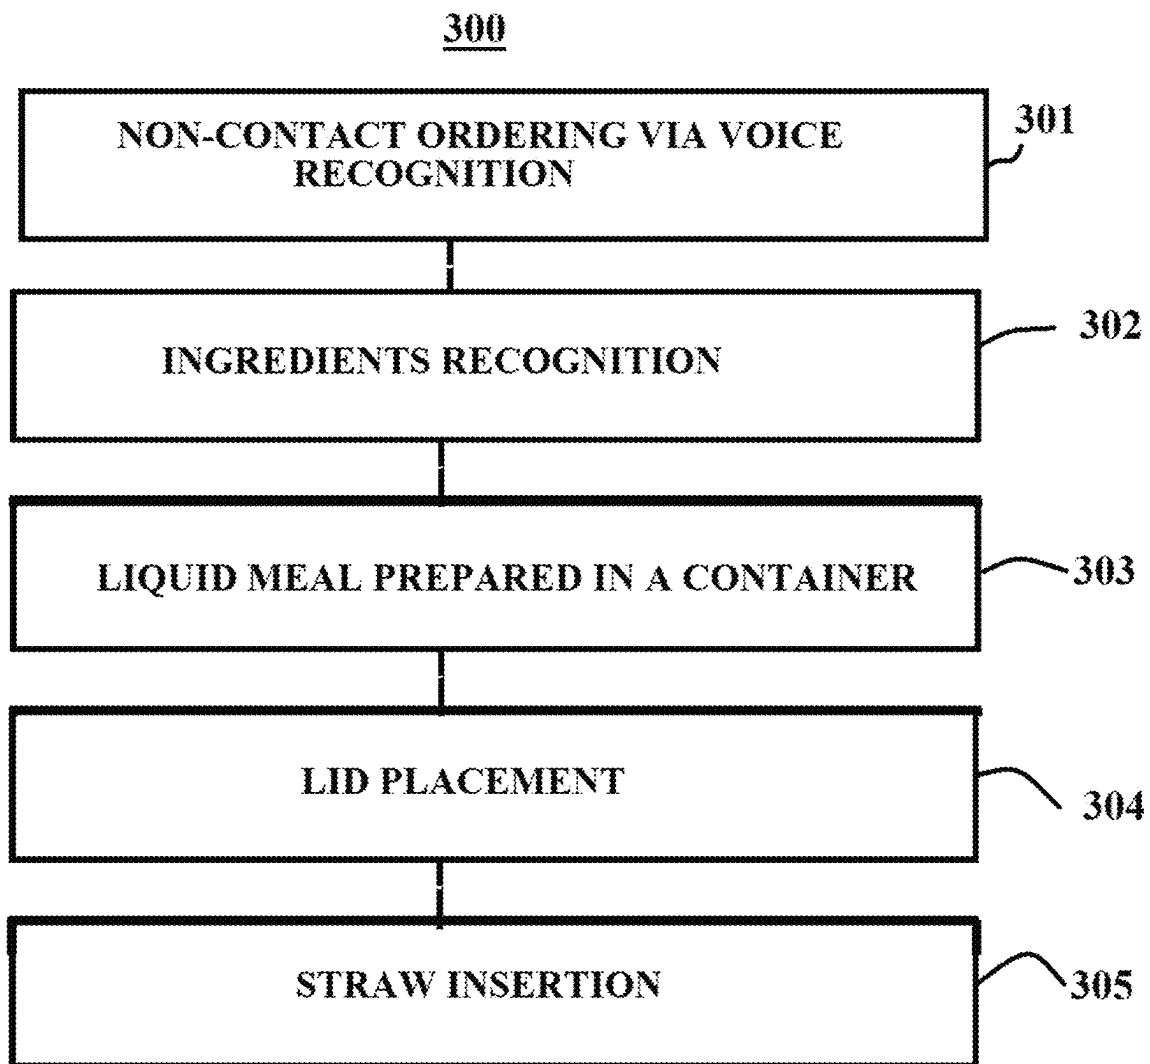 300
NON-CONTACT ORDERING VIA VOICE
RECOGNITION
301
INGREDIENTS RECOGNITION
302
LIQUID MEAL PREPARED IN A CONTAINER
303
LID PLACEMENT
304
STRAW INSERTION
305